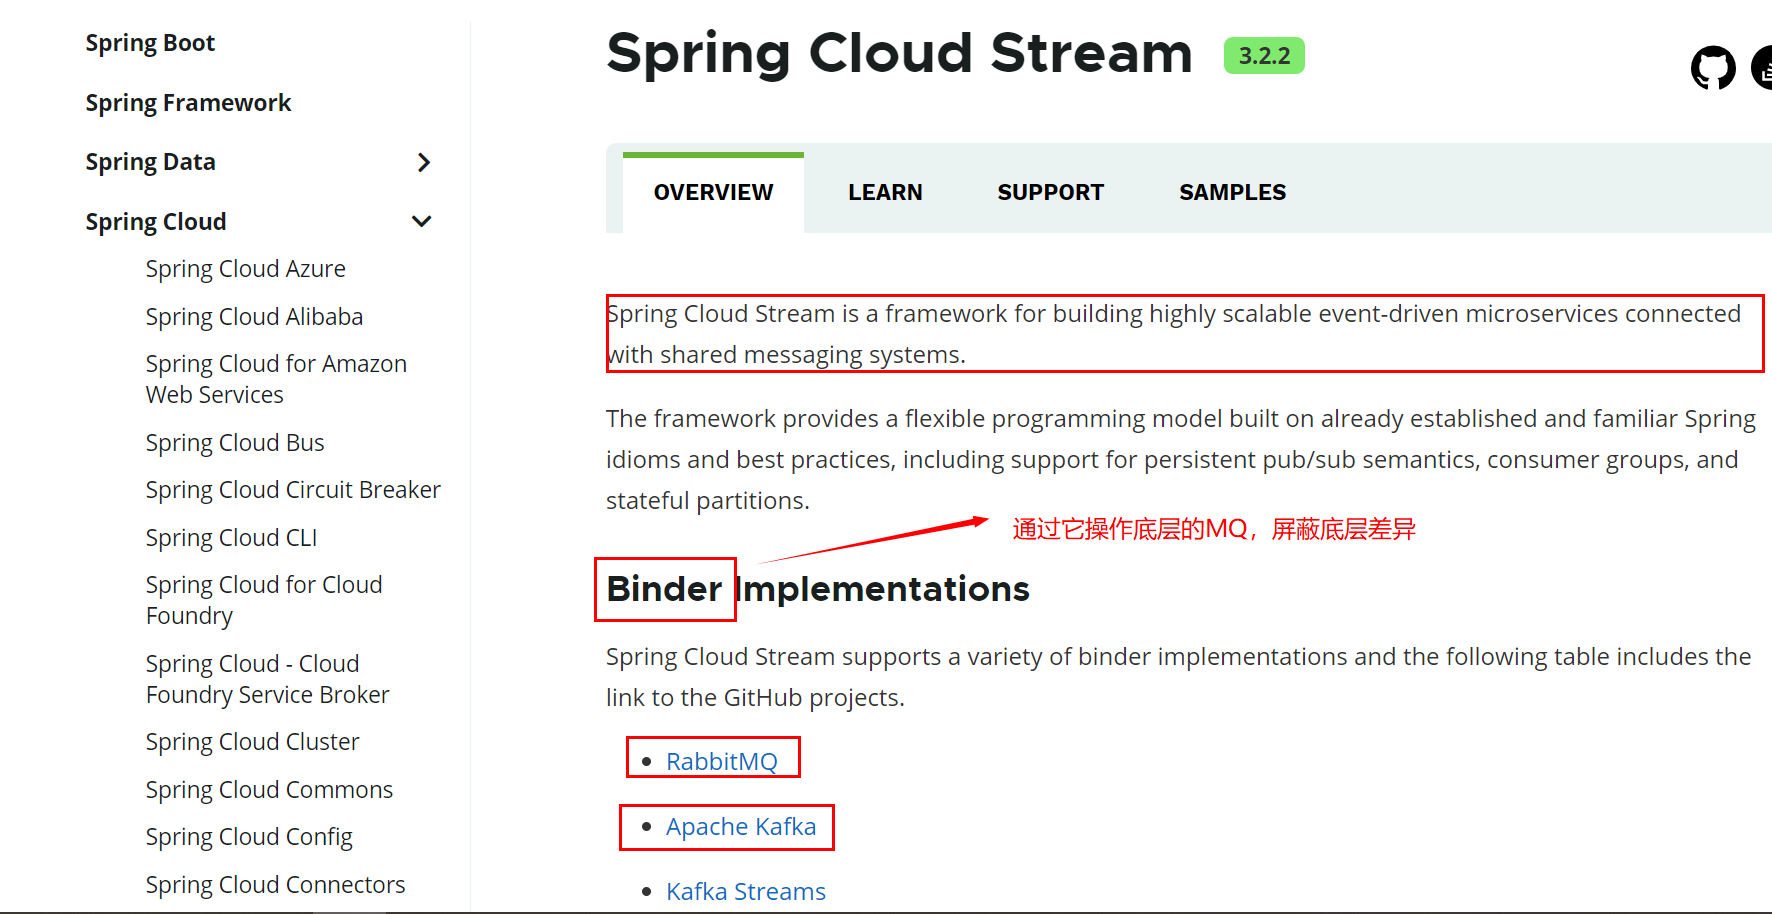 Spring Boot
Spring Framework
Spring Data
Spring Cloud
Spring Cloud Azure
Spring Cloud Alibaba
Spring Cloud for Amazon
Web Services
Spring Cloud Bus
Spring Cloud Circuit Breaker
Spring Cloud CLI
Spring Cloud for Cloud
Foundry
Spring Cloud - Cloud
Foundry Service Broker
Spring Cloud Cluster
Spring Cloud Commons
Spring Cloud Config
Spring Cloud Connectors
Spring Cloud Stream 3.2.2
OVERVIEW LEARN SUPPORT SAMPLES
Spring Cloud Stream is a framework for building highly scalable event-driven microservices connected
with shared messaging systems.
The framework provides a flexible programming model built on already established and familiar Spring
idioms and best practices, including support for persistent pub/sub semantics, consumer groups, and
stateful partitions.
通过它操作底层的MQ，屏蔽底层差异
Binder Implementations
Spring Cloud Stream supports a variety of binder implementations and the following table includes the
link to the GitHub projects.
RabbitMQ
Apache Kafka
Kafka Streams